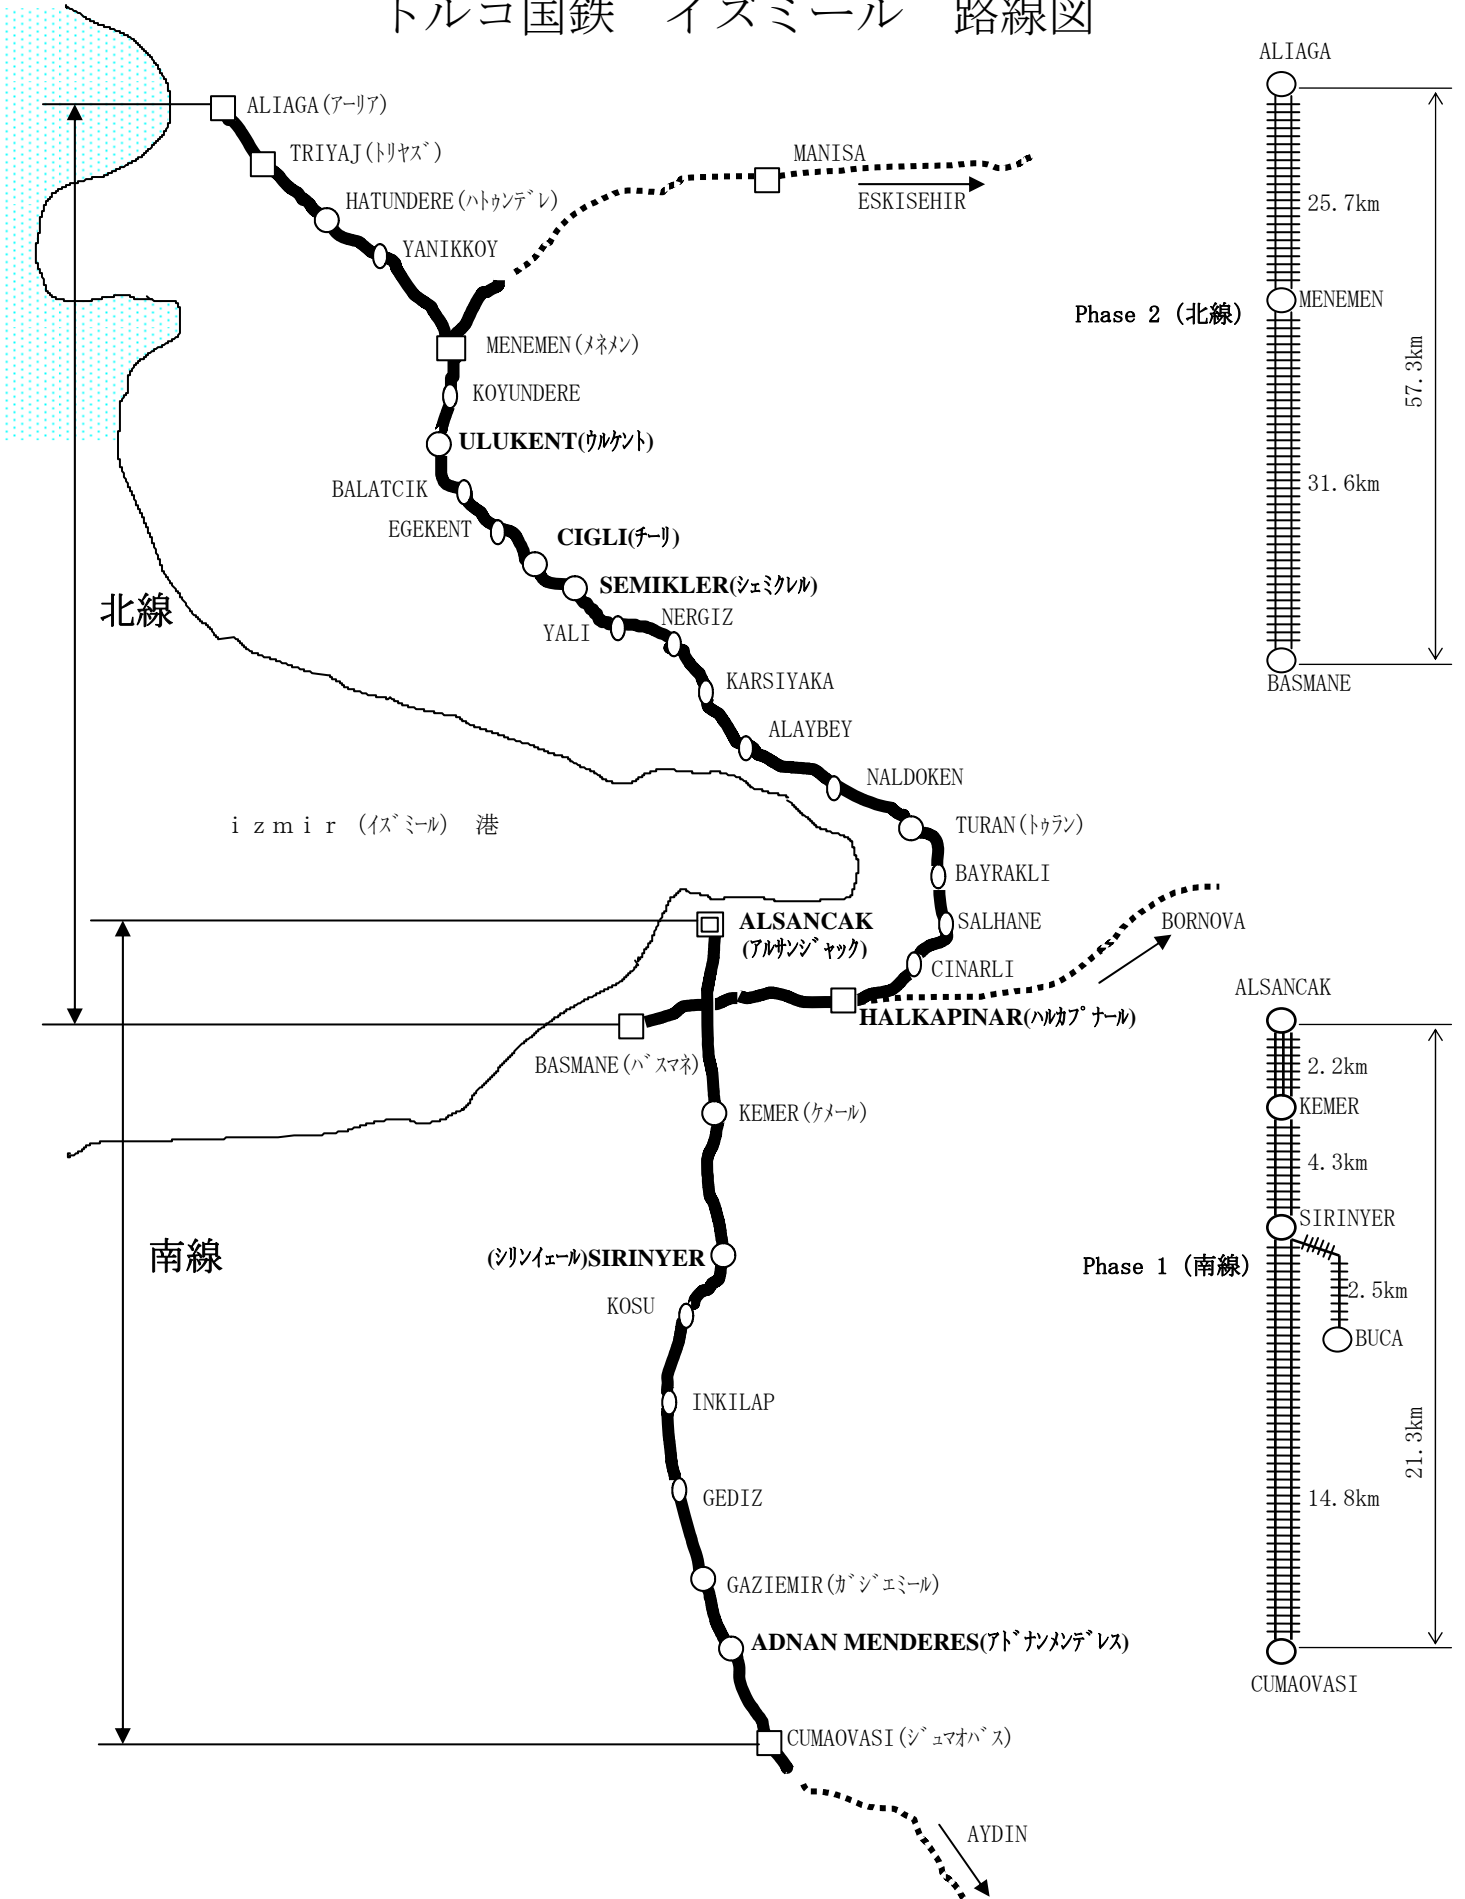 トルコ国鉄　イズミール　路線図
ALIAGA(アーリア)
TRIYAJ(トリヤズ)
HATUNDERE(ハトゥンデレ)
YANIKKOY
MANISA
ESKISEHIR
MENEMEN(メネメン)
KOYUNDERE
ULUKENT(ウルケント)
BALATCIK
EGEKENT
CIGLI(チーリ)
SEMIKLER(シェミクレル)
北線
YALI
NERGIZ
KARSIYAKA
ALAYBEY
NALDOKEN
izmir (イズミール) 港
TURAN(トゥラン)
BAYRAKLI
ALSANCAK
(アルサンジャック)
SALHANE
BORNOVA
CINARLI
HALKAPINAR(ハルカプナール)
BASMANE(バスマネ)
KEMER(ケメール)
南線
(シリンイェール)SIRINYER
KOSU
INKILAP
GEDIZ
GAZIEMIR(ガジエミール)
ADNAN MENDERES(アドナンメンデレス)
CUMAOVASI(ジュマオバス)
AYDIN
ALIAGA
25.7km
Phase 2 (北線)
MENEMEN
57.3km
31.6km
BASMANE
ALSANCAK
2.2km
KEMER
4.3km
SIRINYER
Phase 1 (南線)
2.5km
BUCA
21.3km
14.8km
CUMAOVASI